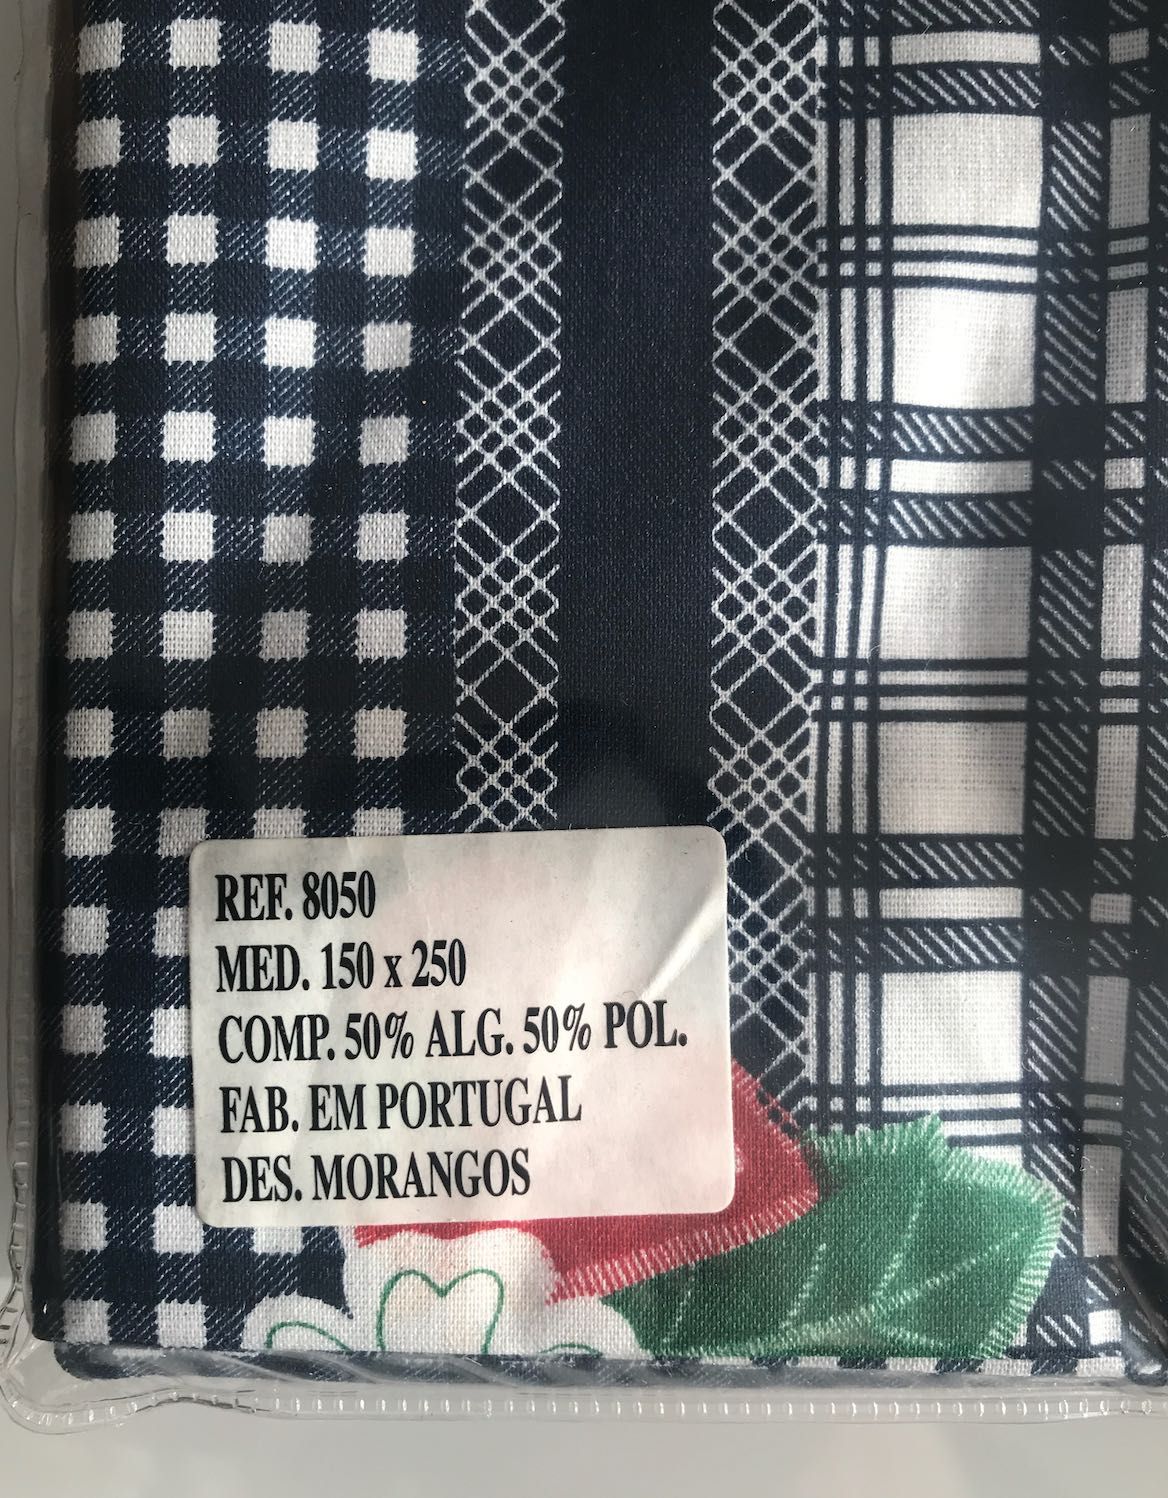 REF. 8050
MED. 150 x 250
COMP. 50% ALG. 50% POL.
FAB. EM PORTUGAL
DES. MORANGOS